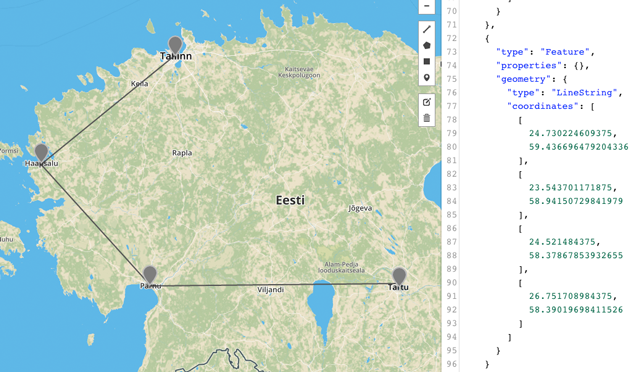 Tallinn
Keila
Kaitseväe
Keskpolügoon
Vormsi
Haapsalu
Rapla
Eesti
Jõgeva
Muhu
Pärnu
Viljandi
Alam-Pedja
looduskaitseala
Tartu
70 }
71 },
72 {
73 "type": "Feature",
74 "properties": {},
75 "geometry": {
76 "type": "LineString",
77 "coordinates": [
78 [
79 24.730224609375,
80 59.436696479204336
81 ],
82 [
83 23.543701171875,
84 58.94150729841979
85 ],
86 [
87 24.521484375,
88 58.37867853932655
89 ],
90 [
91 26.751708984375,
92 58.39019698411526
93 ]
94 ]
95 }
96 }